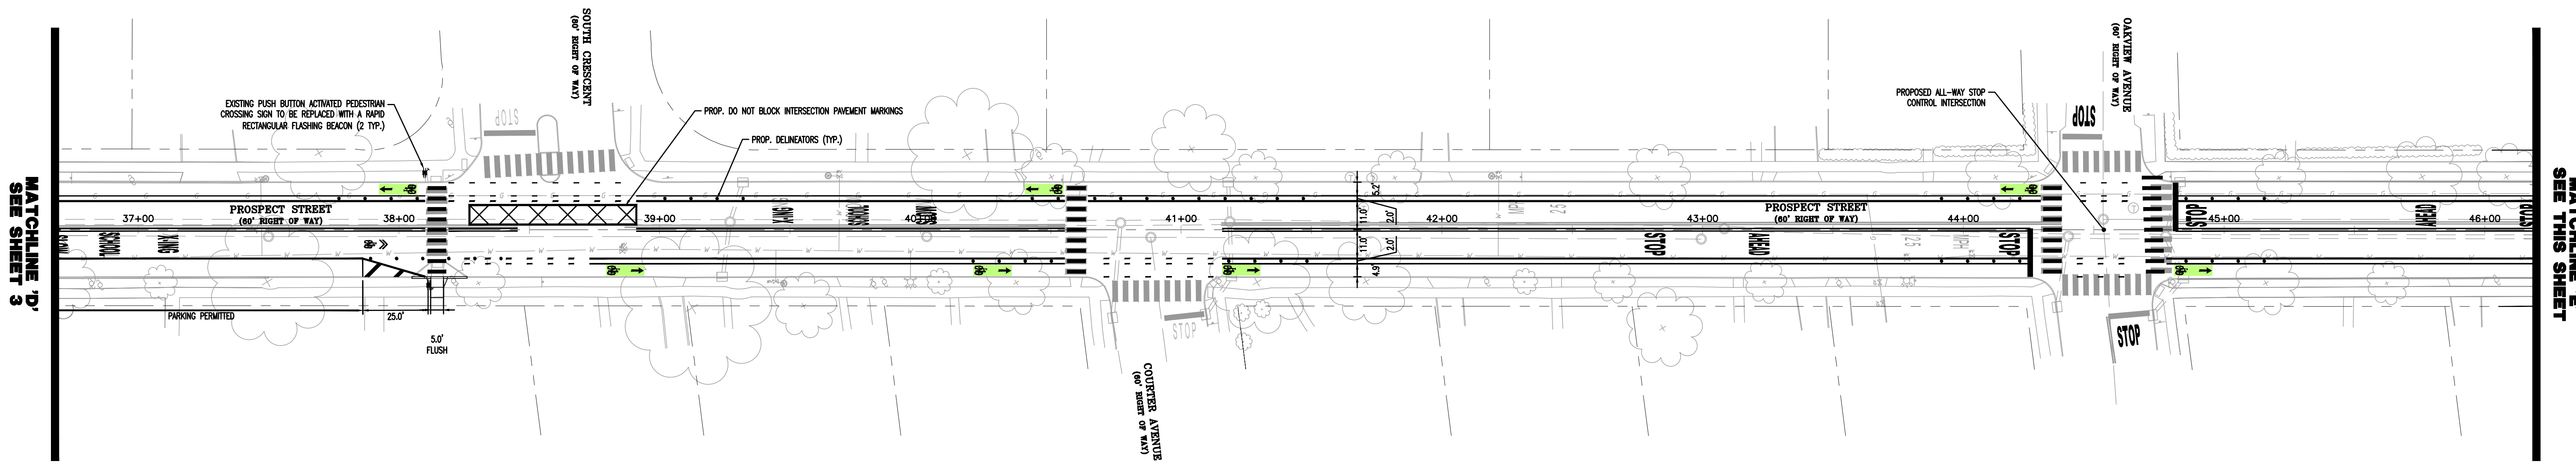 MATCHLINE 'D'
SEE SHEET 3
SOUTH CRESCENT
(80' RIGHT OF WAY)
EXISTING PUSH BUTTON ACTIVATED PEDESTRIAN
CROSSING SIGN TO BE REPLACED WITH A RAPID
RECTANGULAR FLASHING BEACON (2 TYP.)
STOP
PROP. DO NOT BLOCK INTERSECTION PAVEMENT MARKINGS
PROP. DELINEATORS (TYP.)
PROPOSED ALL-WAY STOP
CONTROL INTERSECTION
OAKVIEW AVENUE
(60' RIGHT OF WAY)
STOP
PROSPECT STREET
(60' RIGHT OF WAY)
37+00
38+00
39+00
41+00
42+00
43+00
44+00
45+00
46+00
PROSPECT STREET
(60' RIGHT OF WAY)
5.2'
11.0'
2.0'
11.0'
2.0'
4.9'
XING
XING
25
MPH
STOP
AHEAD
25
MPH
STOP
STOP
AHEAD
PARKING PERMITTED
25.0'
5.0'
FLUSH
STOP
COURTER AVENUE
(60' RIGHT OF WAY)
STOP
SEE THIS SHEET